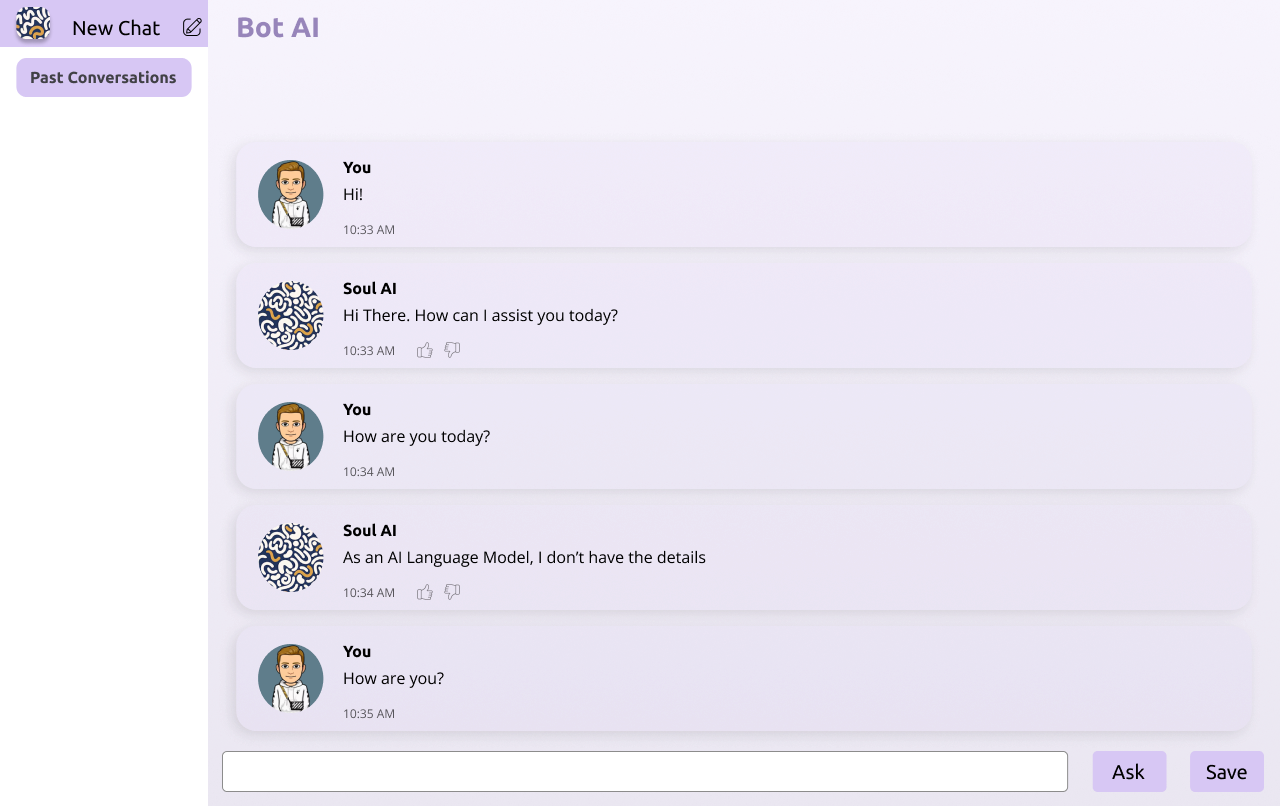 New Chat
Past Conversations
Bot AI
You
Hi!
10:33 AM
Soul AI
Hi There. How can I assist you today?
10:33 AM
You
How are you today?
10:34 AM
Soul AI
As an AI Language Model, I don’t have the details
10:34 AM
You
How are you?
10:35 AM
Ask
Save